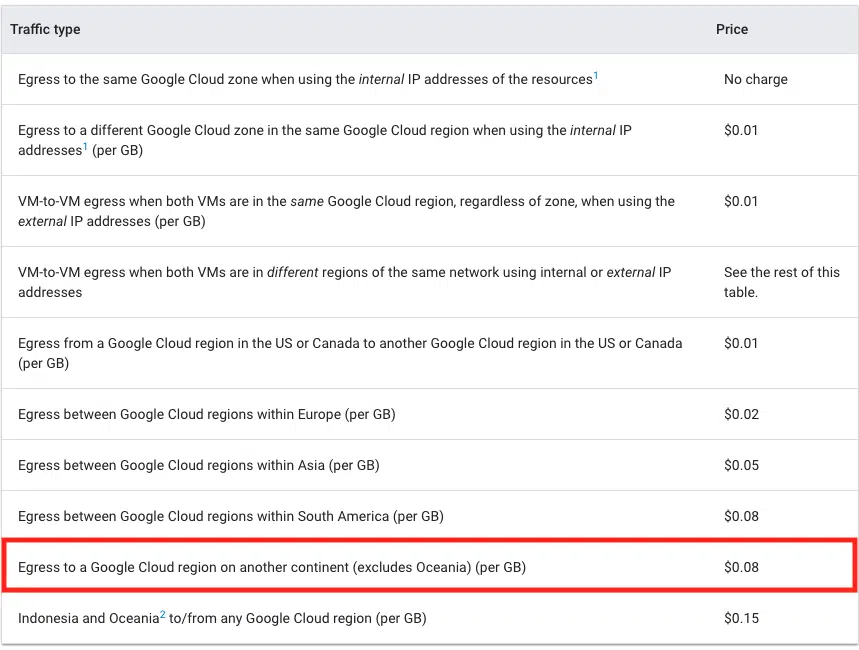 Traffic type Price
Egress to the same Google Cloud zone when using the internal IP addresses of the resources1 No charge
Egress to a different Google Cloud zone in the same Google Cloud region when using the internal IP $0.01
addresses1 (per GB)
VM-to-VM egress when both VMs are in the same Google Cloud region, regardless of zone, when using the $0.01
external IP addresses (per GB)
VM-to-VM egress when both VMs are in different regions of the same network using internal or external IP See the rest of this
addresses table.
Egress from a Google Cloud region in the US or Canada to another Google Cloud region in the US or Canada $0.01
(per GB)
Egress between Google Cloud regions within Europe (per GB) $0.02
Egress between Google Cloud regions within Asia (per GB) $0.05
Egress between Google Cloud regions within South America (per GB) $0.08
Egress to a Google Cloud region on another continent (excludes Oceania) (per GB) $0.08
Indonesia and Oceania2 to/from any Google Cloud region (per GB) $0.15